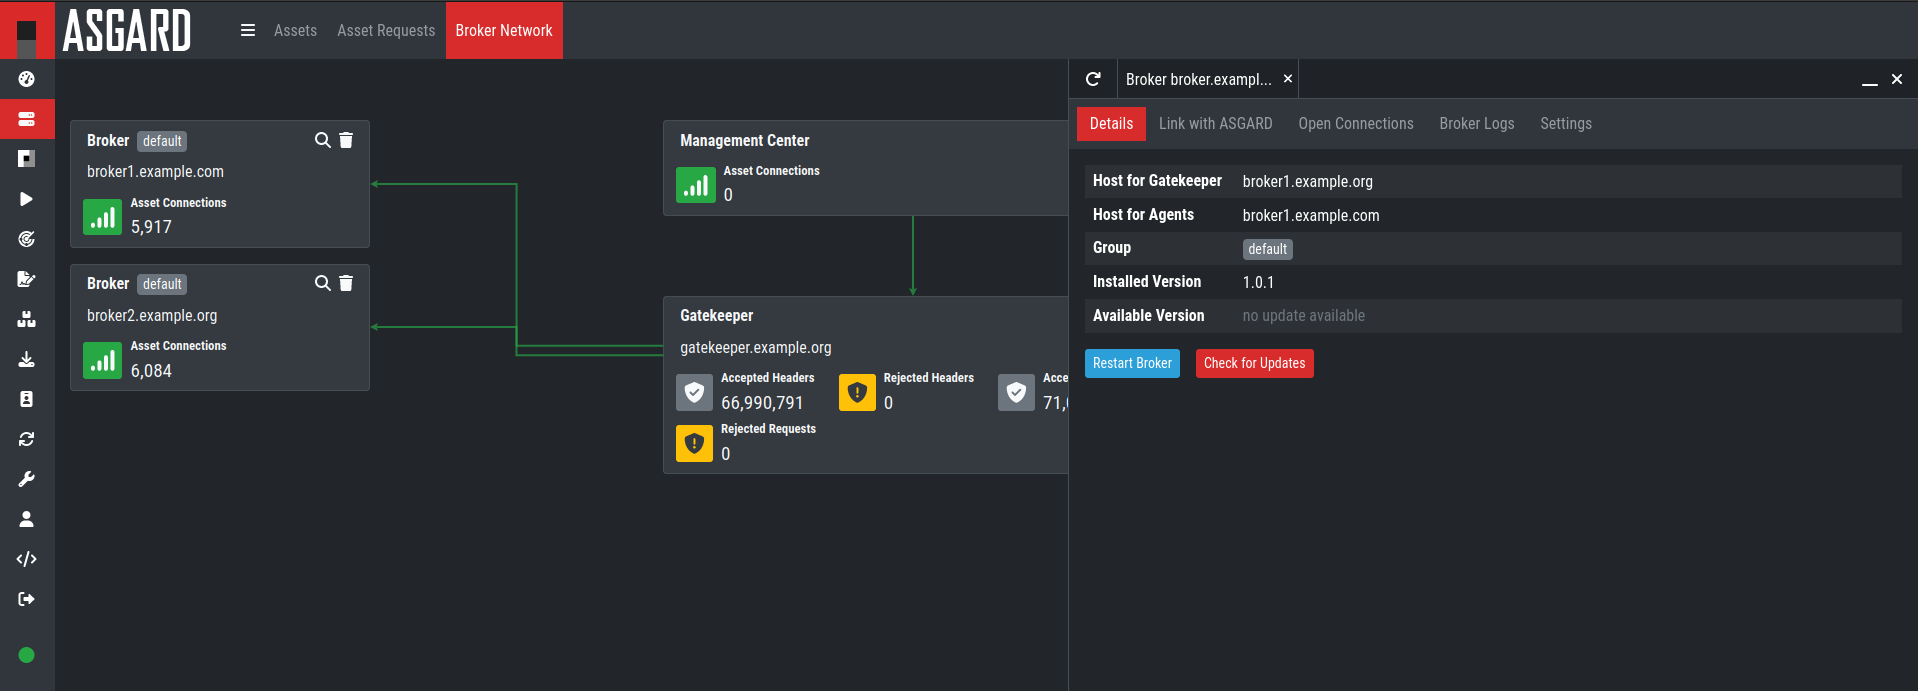 ASGARD
Assets
Asset Requests
Broker Network
Broker default
broker1.example.com
Asset Connections
5,917
Broker default
broker2.example.org
Asset Connections
6,084
Management Center
Asset Connections
0
Gatekeeper
gatekeeper.example.org
Accepted Headers
66,990,791
Rejected Headers
0
Acce
71,
Rejected Requests
0
Broker broker.exampl...
Details
Link with ASGARD
Open Connections
Broker Logs
Settings
Host for Gatekeeper broker1.example.org
Host for Agents broker1.example.com
Group default
Installed Version 1.0.1
Available Version no update available
Restart Broker
Check for Updates